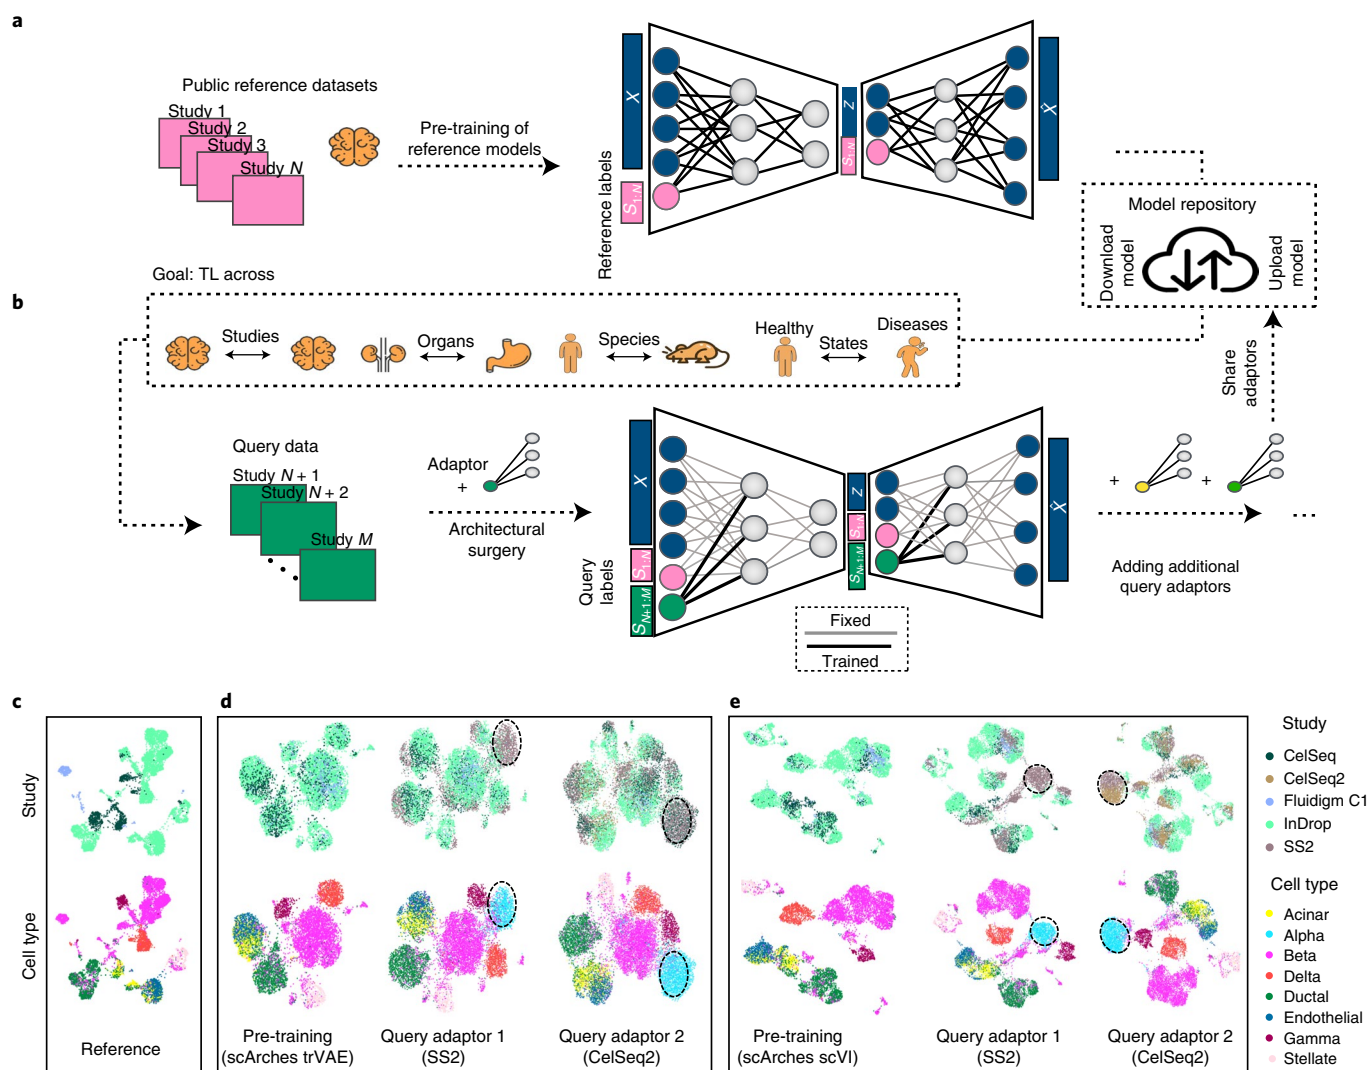 a
Public reference datasets
Study 1
Study 2
Study 3
Study N
Pre-training of
reference models
X
S1:N
Reference labels
Z
S1:N
X̂
Model repository
Download
model
Upload
model
Goal: TL across
b
Studies
Organs
Species
Healthy
States
Diseases
Share
adaptors
Query data
Study N + 1
Study N + 2
Study M
Adaptor
+
Architectural
surgery
X
S1:N
SN+1:M
Query
labels
Z
S1:N
SN+1:M
X̂
+
+
Adding additional
query adaptors
Fixed
Trained
c
d
e
Study
Cell type
Reference
Pre-training
(scArches trVAE)
Query adaptor 1
(SS2)
Query adaptor 2
(CelSeq2)
Pre-training
(scArches scVI)
Query adaptor 1
(SS2)
Query adaptor 2
(CelSeq2)
Study
CelSeq
CelSeq2
Fluidigm C1
InDrop
SS2
Cell type
Acinar
Alpha
Beta
Delta
Ductal
Endothelial
Gamma
Stellate